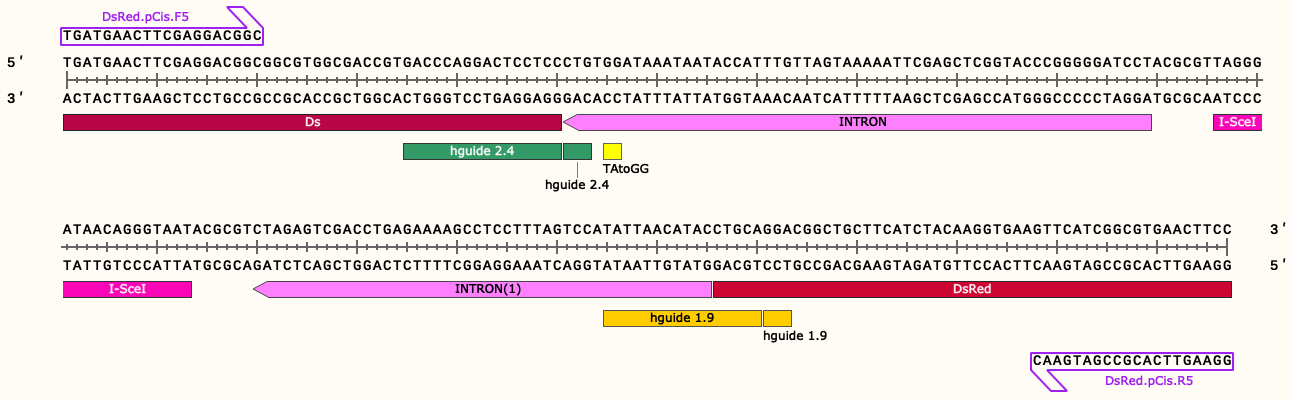 DsRed.pCis.F5
TGATGAACTTCGAGGACGGC
5 ′ TGATGAACTTCGAGGACGGCGGCGTGGCGACCGTGACCCAGGACTCCTCCCTGTGGATAAATAATACCATTTGTTAGTAAAAATTCGAGCTCGGTACCCGGGGGATCCTACGCGTTAGGG
3 ′ ACTACTTGAAGCTCCTGCCGCCGCACCGCTGGCACTGGGTCCTGAGGAGGGACACCTATTTATTATGGTAAACAATCATTTTTAAGCTCGAGCCATGGGCCCCCTAGGATGCGCAATCCC
Ds INTRON I-SceI
hguide 2.4
TAtoGG
hguide 2.4
ATAACAGGGTAATACGCGTCTAGAGTCGACCTGAGAAAAGCCTCCTTTAGTCCATATTAACATACCTGCAGGACGGCTGCTTCATCTACAAGGTGAAGTTCATCGGCGTGAACTTCC 3 ′
TATTGTCCCATTATGCGCAGATCTCAGCTGGACTCTTTTCGGAGGAAATCAGGTATAATTGTATGGACGTCCTGCCGACGAAGTAGATGTTCCACTTCAAGTAGCCGCACTTGAAGG 5 ′
I-SceI INTRON(1) DsRed
hguide 1.9
hguide 1.9
CAAGTAGCCGCACTTGAAGG
DsRed.pCis.R5